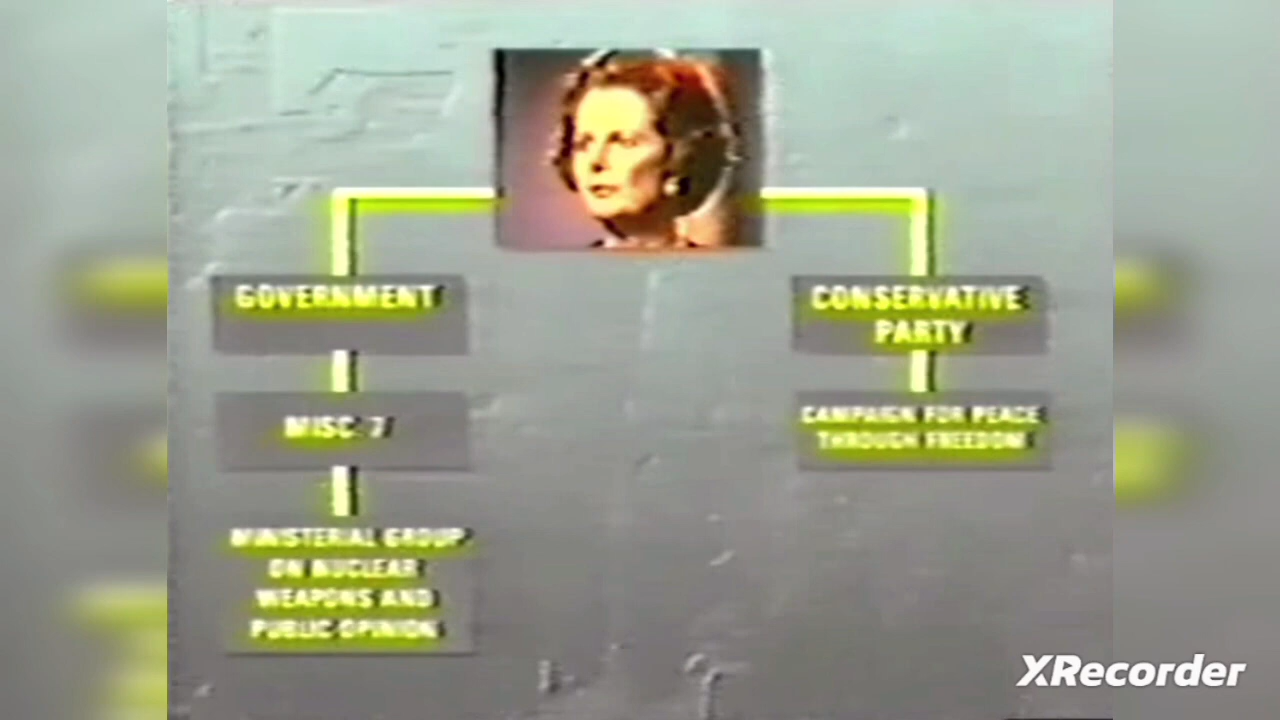 GOVERNMENT
CONSERVATIVE
PARTY
MISC 7
CAMPAIGN FOR PEACE
THROUGH FREEDOM
MINISTERIAL GROUP
ON NUCLEAR
WEAPONS AND
PUBLIC OPINION
XRecorder